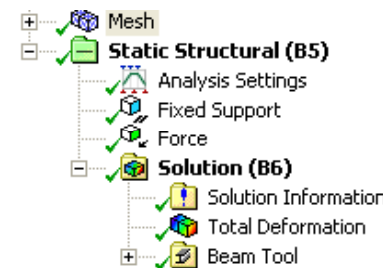 Mesh
Static Structural (B5)
Analysis Settings
Fixed Support
Force
Solution (B6)
Solution Information
Total Deformation
Beam Tool